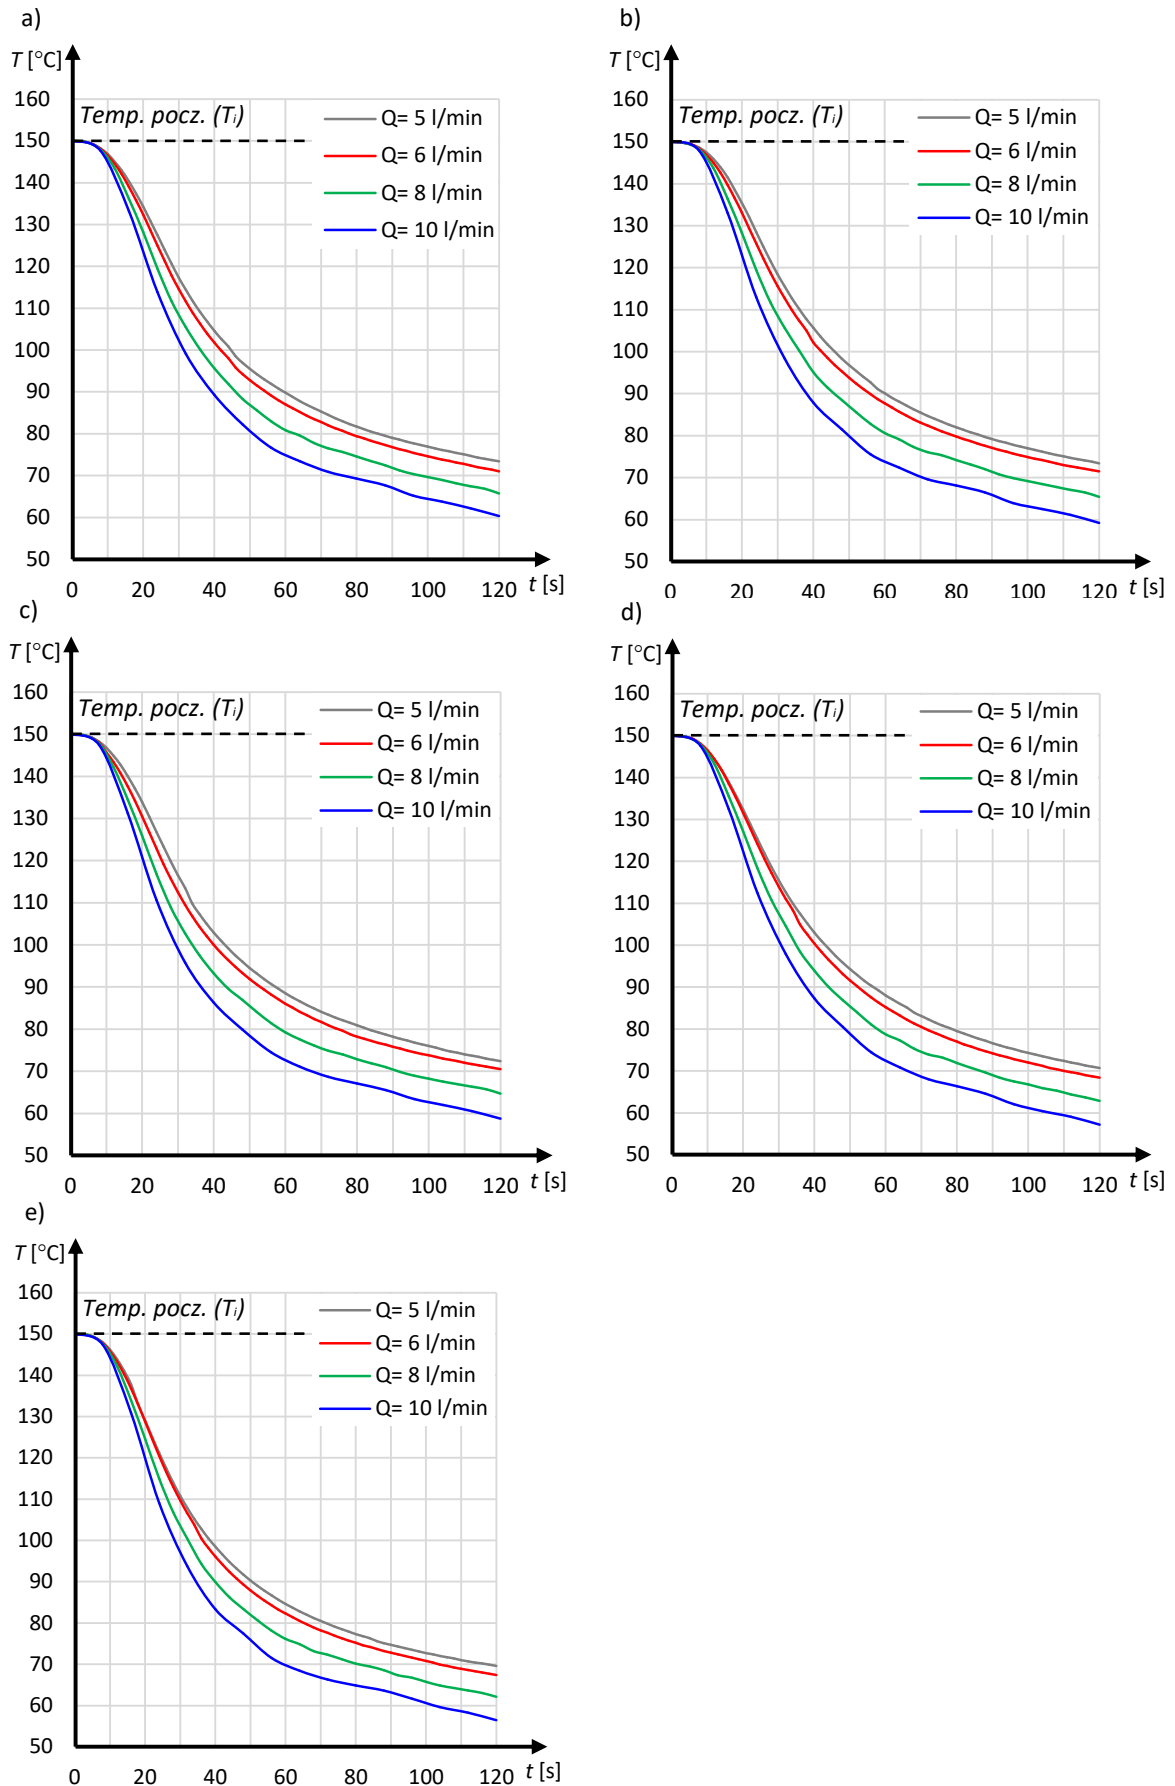 a)
T [°C]
160
Temp. pocz. (Ti)
150
140
130
120
110
100
90
80
70
60
50
0 20 40 60 80 100 120 t [s]
Q= 5 l/min
Q= 6 l/min
Q= 8 l/min
Q= 10 l/min
b)
T [°C]
160
Temp. pocz. (Ti)
150
140
130
120
110
100
90
80
70
60
50
0 20 40 60 80 100 120 t [s]
Q= 5 l/min
Q= 6 l/min
Q= 8 l/min
Q= 10 l/min
c)
T [°C]
160
Temp. pocz. (Ti)
150
140
130
120
110
100
90
80
70
60
50
0 20 40 60 80 100 120 t [s]
Q= 5 l/min
Q= 6 l/min
Q= 8 l/min
Q= 10 l/min
d)
T [°C]
160
Temp. pocz. (Ti)
150
140
130
120
110
100
90
80
70
60
50
0 20 40 60 80 100 120 t [s]
Q= 5 l/min
Q= 6 l/min
Q= 8 l/min
Q= 10 l/min
e)
T [°C]
160
Temp. pocz. (Ti)
150
140
130
120
110
100
90
80
70
60
50
0 20 40 60 80 100 120 t [s]
Q= 5 l/min
Q= 6 l/min
Q= 8 l/min
Q= 10 l/min